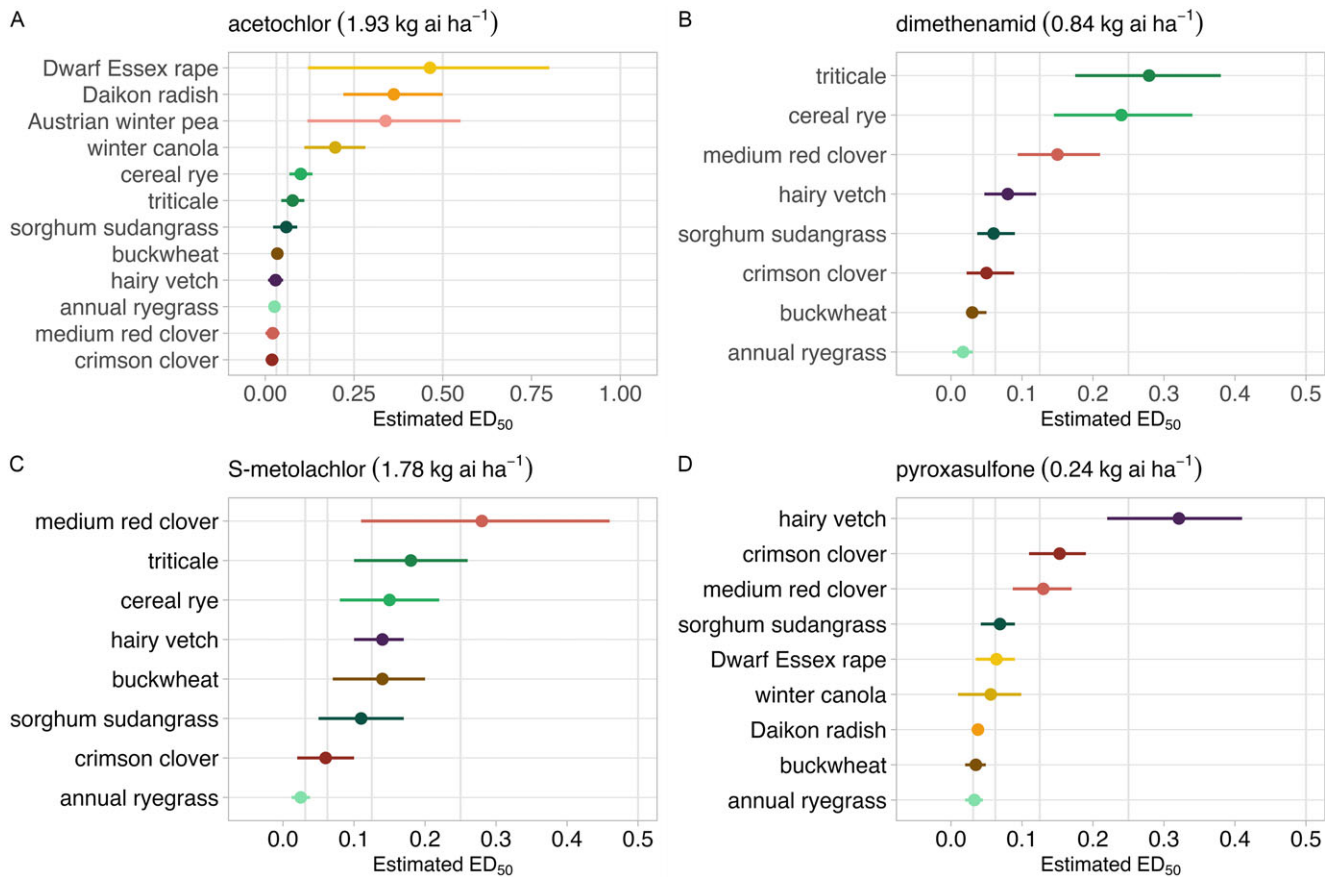 A
acetochlor (1.93 kg ai ha⁻¹)
Dwarf Essex rape
Daikon radish
Austrian winter pea
winter canola
cereal rye
triticale
sorghum sudangrass
buckwheat
hairy vetch
annual ryegrass
medium red clover
crimson clover
0.00 0.25 0.50 0.75 1.00
Estimated ED₅₀
B
dimethenamid (0.84 kg ai ha⁻¹)
triticale
cereal rye
medium red clover
hairy vetch
sorghum sudangrass
crimson clover
buckwheat
annual ryegrass
0.0 0.1 0.2 0.3 0.4 0.5
Estimated ED₅₀
C
S-metolachlor (1.78 kg ai ha⁻¹)
medium red clover
triticale
cereal rye
hairy vetch
buckwheat
sorghum sudangrass
crimson clover
annual ryegrass
0.0 0.1 0.2 0.3 0.4 0.5
Estimated ED₅₀
D
pyroxasulfone (0.24 kg ai ha⁻¹)
hairy vetch
crimson clover
medium red clover
sorghum sudangrass
Dwarf Essex rape
winter canola
Daikon radish
buckwheat
annual ryegrass
0.0 0.1 0.2 0.3 0.4 0.5
Estimated ED₅₀